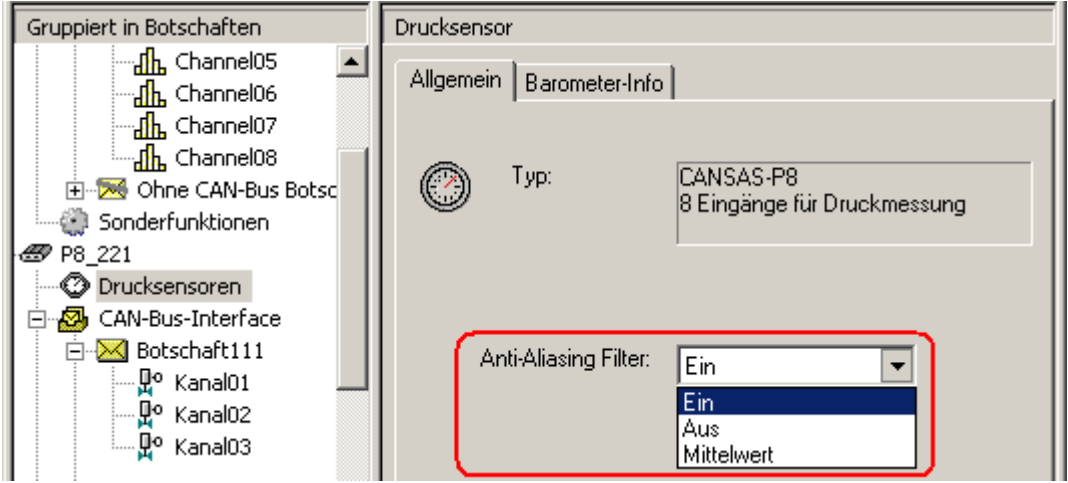 Gruppiert in Botschaften
Channel05
Channel06
Channel07
Channel08
Ohne CAN-Bus Botsc
Sonderfunktionen
P8_221
Drucksensoren
CAN-Bus-Interface
Botschaft111
Kanal01
Kanal02
Kanal03
Drucksensor
Allgemein
Barometer-Info
Typ:
CANSAS-P8
8 Eingänge für Druckmessung
Anti-Aliasing Filter:
Ein
Ein
Aus
Mittelwert